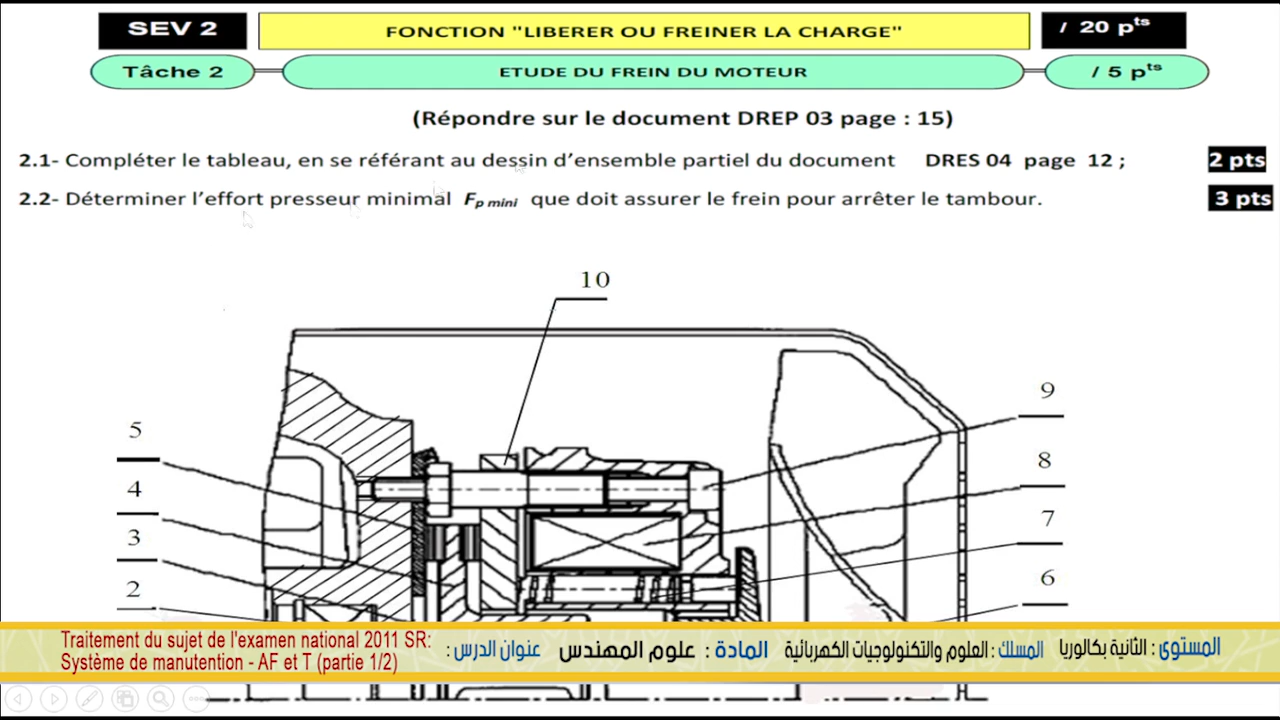 SEV 2
FONCTION "LIBERER OU FREINER LA CHARGE"
/ 20 pts
Tâche 2
ETUDE DU FREIN DU MOTEUR
/ 5 pts
(Répondre sur le document DREP 03 page : 15)
2.1- Compléter le tableau, en se référant au dessin d’ensemble partiel du document DRES 04 page 12 ;
2 pts
2.2- Déterminer l’effort presseur minimal Fp mini que doit assurer le frein pour arrêter le tambour.
3 pts
10
9
5
8
4
7
3
6
2
Traitement du sujet de l'examen national 2011 SR:
Système de manutention - AF et T (partie 1/2)
المستوى : الثانية بكالوريا المسلك : العلوم والتكنولوجيات الكهربائية المادة : علوم المهندس عنوان الدرس :